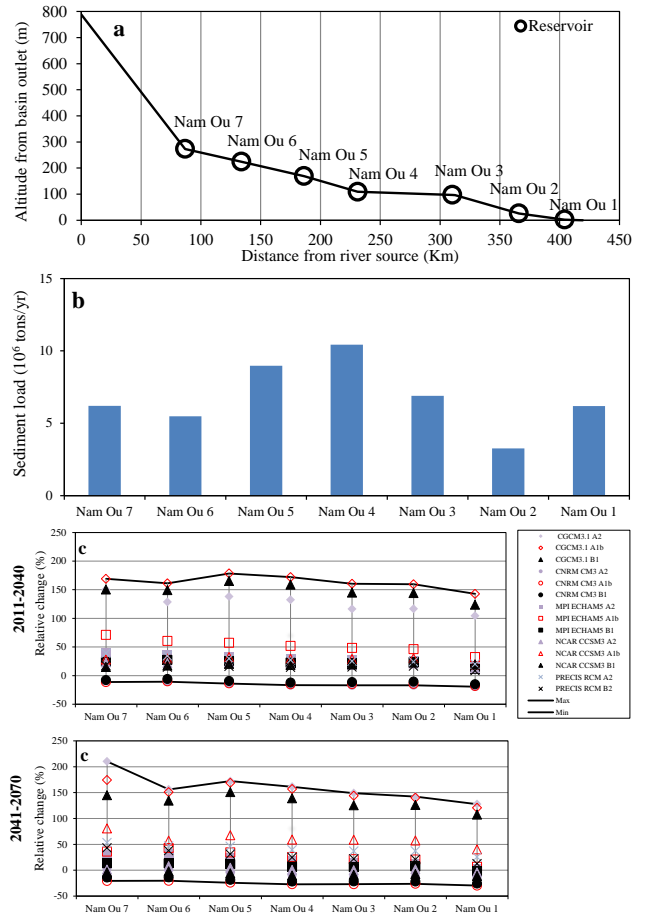 800
700
600
500
400
300
200
100
0
Altitude from basin outlet (m)
a
Reservoir
Nam Ou 7
Nam Ou 6
Nam Ou 5
Nam Ou 4
Nam Ou 3
Nam Ou 2
Nam Ou 1
0 50 100 150 200 250 300 350 400 450
Distance from river source (Km)
15
10
5
0
Sediment load (10⁶ tons/yr)
b
Nam Ou 7 Nam Ou 6 Nam Ou 5 Nam Ou 4 Nam Ou 3 Nam Ou 2 Nam Ou 1
2011-2040
Relative change (%)
250
200
150
100
50
0
-50
c
Nam Ou 7 Nam Ou 6 Nam Ou 5 Nam Ou 4 Nam Ou 3 Nam Ou 2 Nam Ou 1
CGCM3.1 A2
CGCM3.1 A1b
CGCM3.1 B1
CNRM CM3 A2
CNRM CM3 A1b
CNRM CM3 B1
MPI ECHAM5 A2
MPI ECHAM5 A1b
MPI ECHAM5 B1
NCAR CCSM3 A2
NCAR CCSM3 A1b
NCAR CCSM3 B1
PRECIS RCM A2
PRECIS RCM B2
Max
Min
2041-2070
Relative change (%)
250
200
150
100
50
0
-50
c
Nam Ou 7 Nam Ou 6 Nam Ou 5 Nam Ou 4 Nam Ou 3 Nam Ou 2 Nam Ou 1